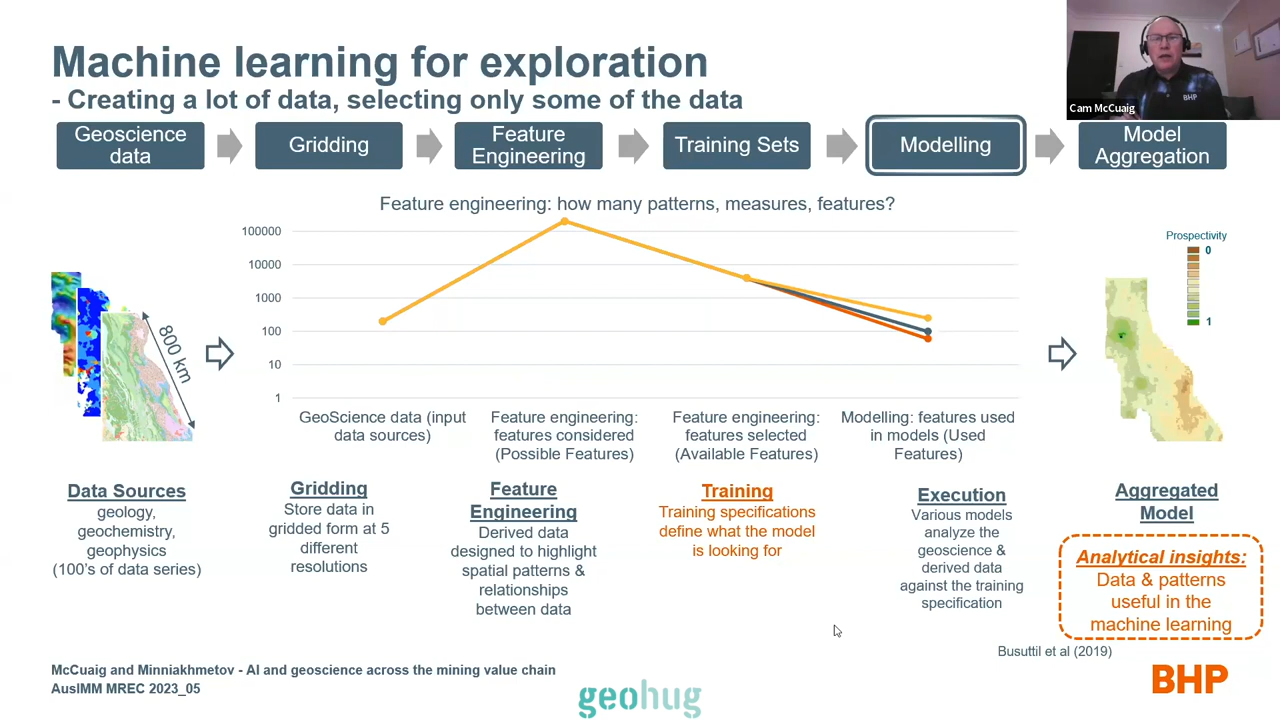 Machine learning for exploration
- Creating a lot of data, selecting only some of the data
BHP
Cam McCuaig
Geoscience
data
Gridding
Feature
Engineering
Training Sets
Modelling
Model
Aggregation
Feature engineering: how many patterns, measures, features?
100000
10000
1000
100
10
1
800 km
Prospectivity
0
1
GeoScience data (input
data sources)
Feature engineering:
features considered
(Possible Features)
Feature engineering:
features selected
(Available Features)
Modelling: features used
in models (Used
Features)
Data Sources
geology,
geochemistry,
geophysics
(100's of data series)
Gridding
Store data in
gridded form at 5
different
resolutions
Feature
Engineering
Derived data
designed to highlight
spatial patterns &
relationships
between data
Training
Training specifications
define what the model
is looking for
Execution
Various models
analyze the
geoscience &
derived data
against the training
specification
Aggregated
Model
Analytical insights:
Data & patterns
useful in the
machine learning
Busuttil et al (2019)
McCuaig and Minniakhmetov - AI and geoscience across the mining value chain
AusIMM MREC 2023_05
geohug
BHP